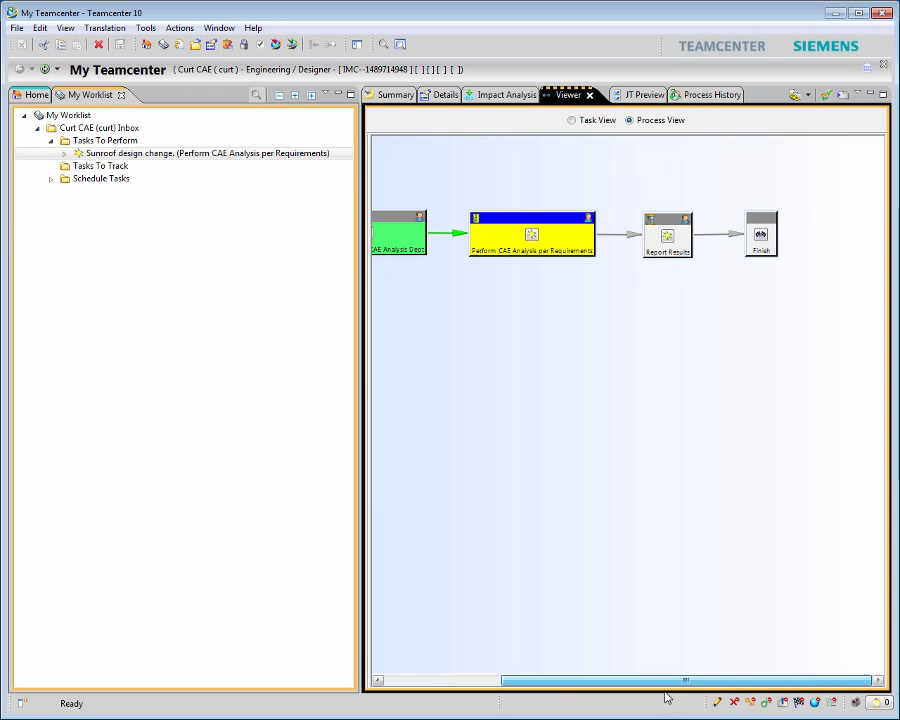 My Teamcenter - Teamcenter 10
File Edit View Translation Tools Actions Window Help
TEAMCENTER SIEMENS
My Teamcenter ( Curt CAE ( curt ) - Engineering / Designer - [ IMC--1489714948 ] [ ] [ ] [ ] [ ])
Home My Worklist
Summary Details Impact Analysis Viewer JT Preview Process History
Task View Process View
My Worklist
Curt CAE (curt) Inbox
Tasks To Perform
Sunroof design change. (Perform CAE Analysis per Requirements)
Tasks To Track
Schedule Tasks
CAE Analysis Dept
Perform CAE Analysis per Requirements
Report Results
Finish
Ready
0